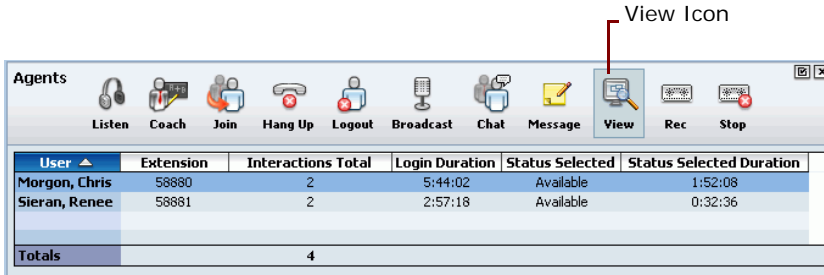 View Icon
Agents
Listen Coach Join Hang Up Logout Broadcast Chat Message View Rec Stop
User Extension Interactions Total Login Duration Status Selected Status Selected Duration
Morgon, Chris 58880 2 5:44:02 Available 1:52:08
Sieran, Renee 58881 2 2:57:18 Available 0:32:36
Totals 4